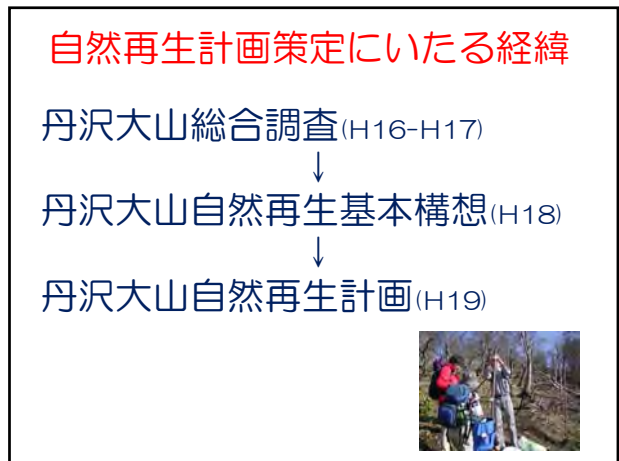 自然再生計画策定にいたる経緯
丹沢大山総合調査(H16-H17)
↓
丹沢大山自然再生基本構想(H18)
↓
丹沢大山自然再生計画(H19)